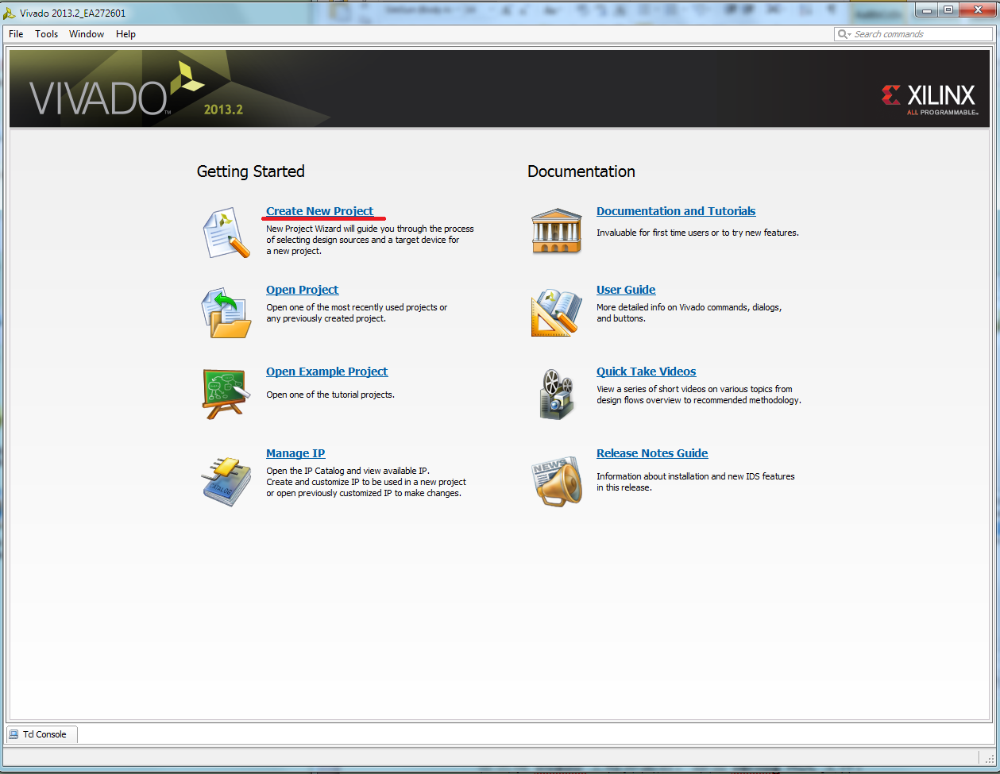 Vivado 2013.2_EA272601
File Tools Window Help
Search commands
VIVADO™
2013.2
XILINX
ALL PROGRAMMABLE™
Getting Started
Create New Project
New Project Wizard will guide you through the process
of selecting design sources and a target device for
a new project.
Open Project
Open one of the most recently used projects or
any previously created project.
Open Example Project
Open one of the tutorial projects.
Manage IP
Open the IP Catalog and view available IP.
Create and customize IP to be used in a new project
or open previously customized IP to make changes.
CATALOG
Documentation
Documentation and Tutorials
Invaluable for first time users or to try new features.
User Guide
More detailed info on Vivado commands, dialogs,
and buttons.
Quick Take Videos
View a series of short videos on various topics from
design flows overview to recommended methodology.
NEWS
Release Notes Guide
Information about installation and new IDS features
in this release.
Tcl Console